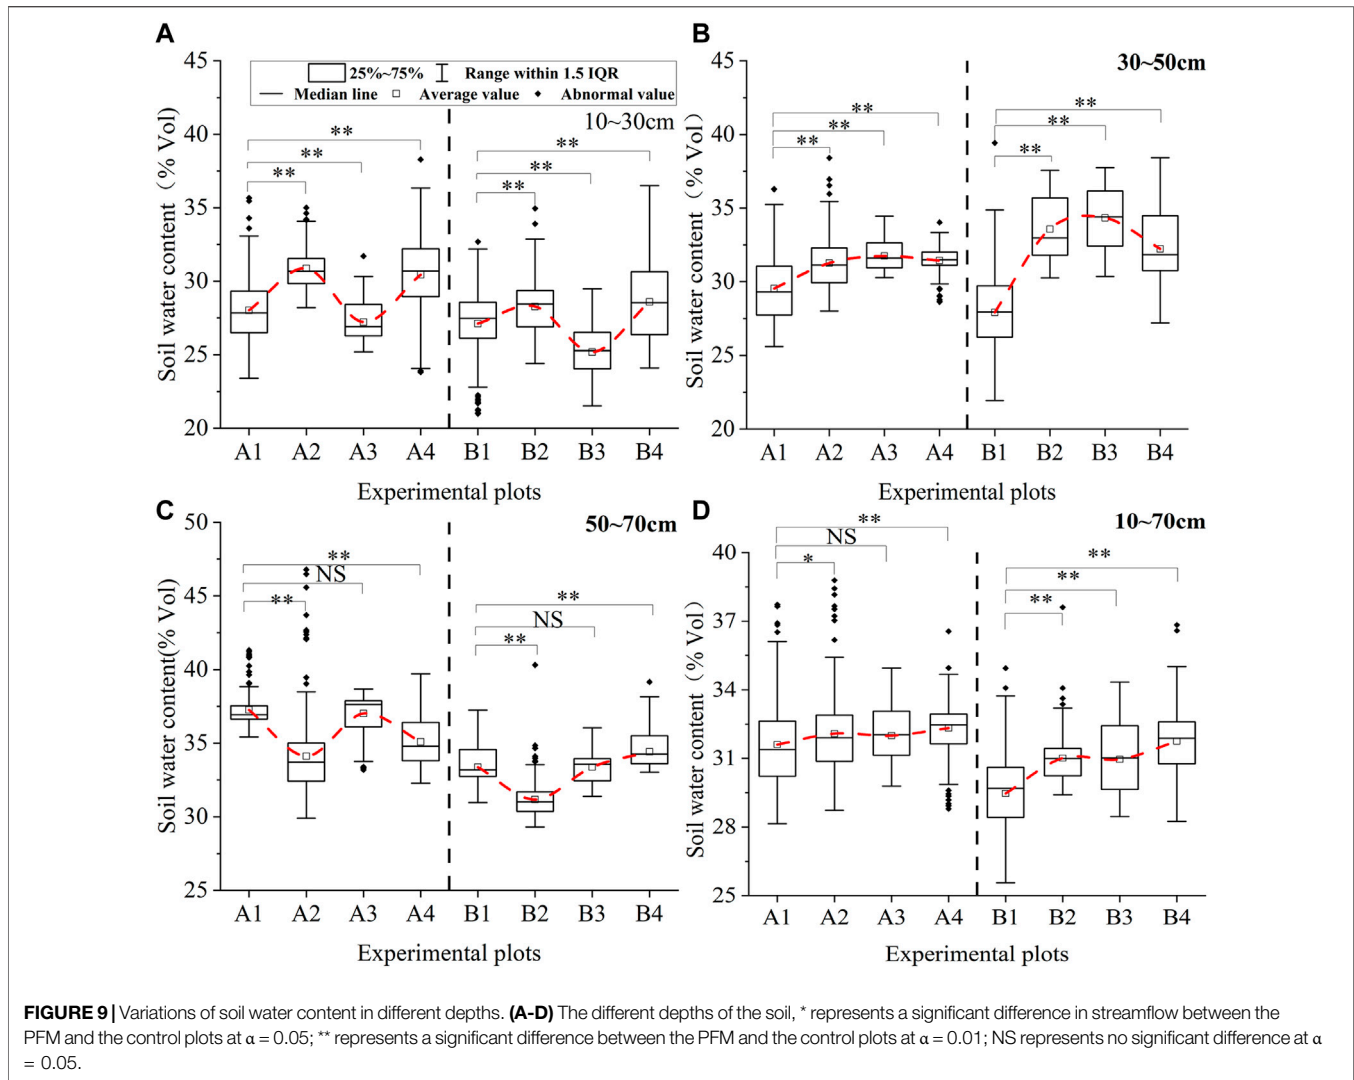 A
45
40
35
30
25
20
Soil water content (% Vol)
25%~75% Range within 1.5 IQR
Median line Average value Abnormal value
10~30cm
**
**
**
**
**
**
A1 A2 A3 A4 B1 B2 B3 B4
Experimental plots
B
45
40
35
30
25
20
Soil water content (% Vol)
30~50cm
**
**
**
**
**
**
A1 A2 A3 A4 B1 B2 B3 B4
Experimental plots
C
50
45
40
35
30
25
Soil water content(% Vol)
50~70cm
**
NS
**
**
NS
**
A1 A2 A3 A4 B1 B2 B3 B4
Experimental plots
D
40
37
34
31
28
25
Soil water content (% Vol)
10~70cm
**
NS
*
**
**
**
A1 A2 A3 A4 B1 B2 B3 B4
Experimental plots
FIGURE 9 | Variations of soil water content in different depths. (A-D) The different depths of the soil, * represents a significant difference in streamflow between the
PFM and the control plots at α = 0.05; ** represents a significant difference between the PFM and the control plots at α = 0.01; NS represents no significant difference at α
= 0.05.